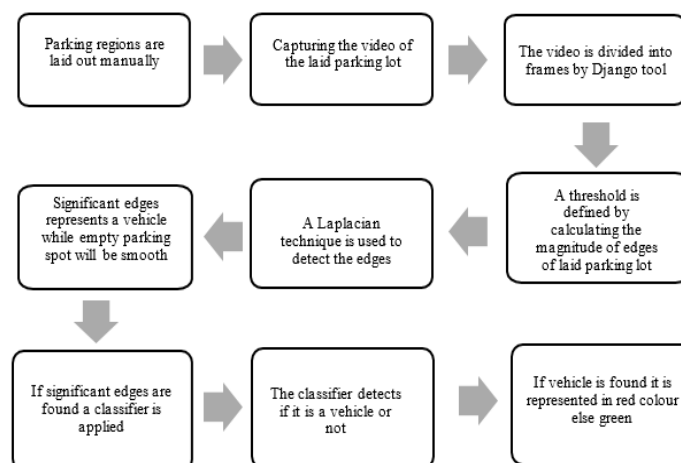 Parking regions are
laid out manually
Capturing the video of
the laid parking lot
The video is divided into
frames by Django tool
A threshold is
defined by
calculating the
magnitude of edges
of laid parking lot
A Laplacian
technique is used to
detect the edges
Significant edges
represents a vehicle
while empty parking
spot will be smooth
If significant edges are
found a classifier is
applied
The classifier detects
if it is a vehicle or
not
If vehicle is found it is
represented in red colour
else green